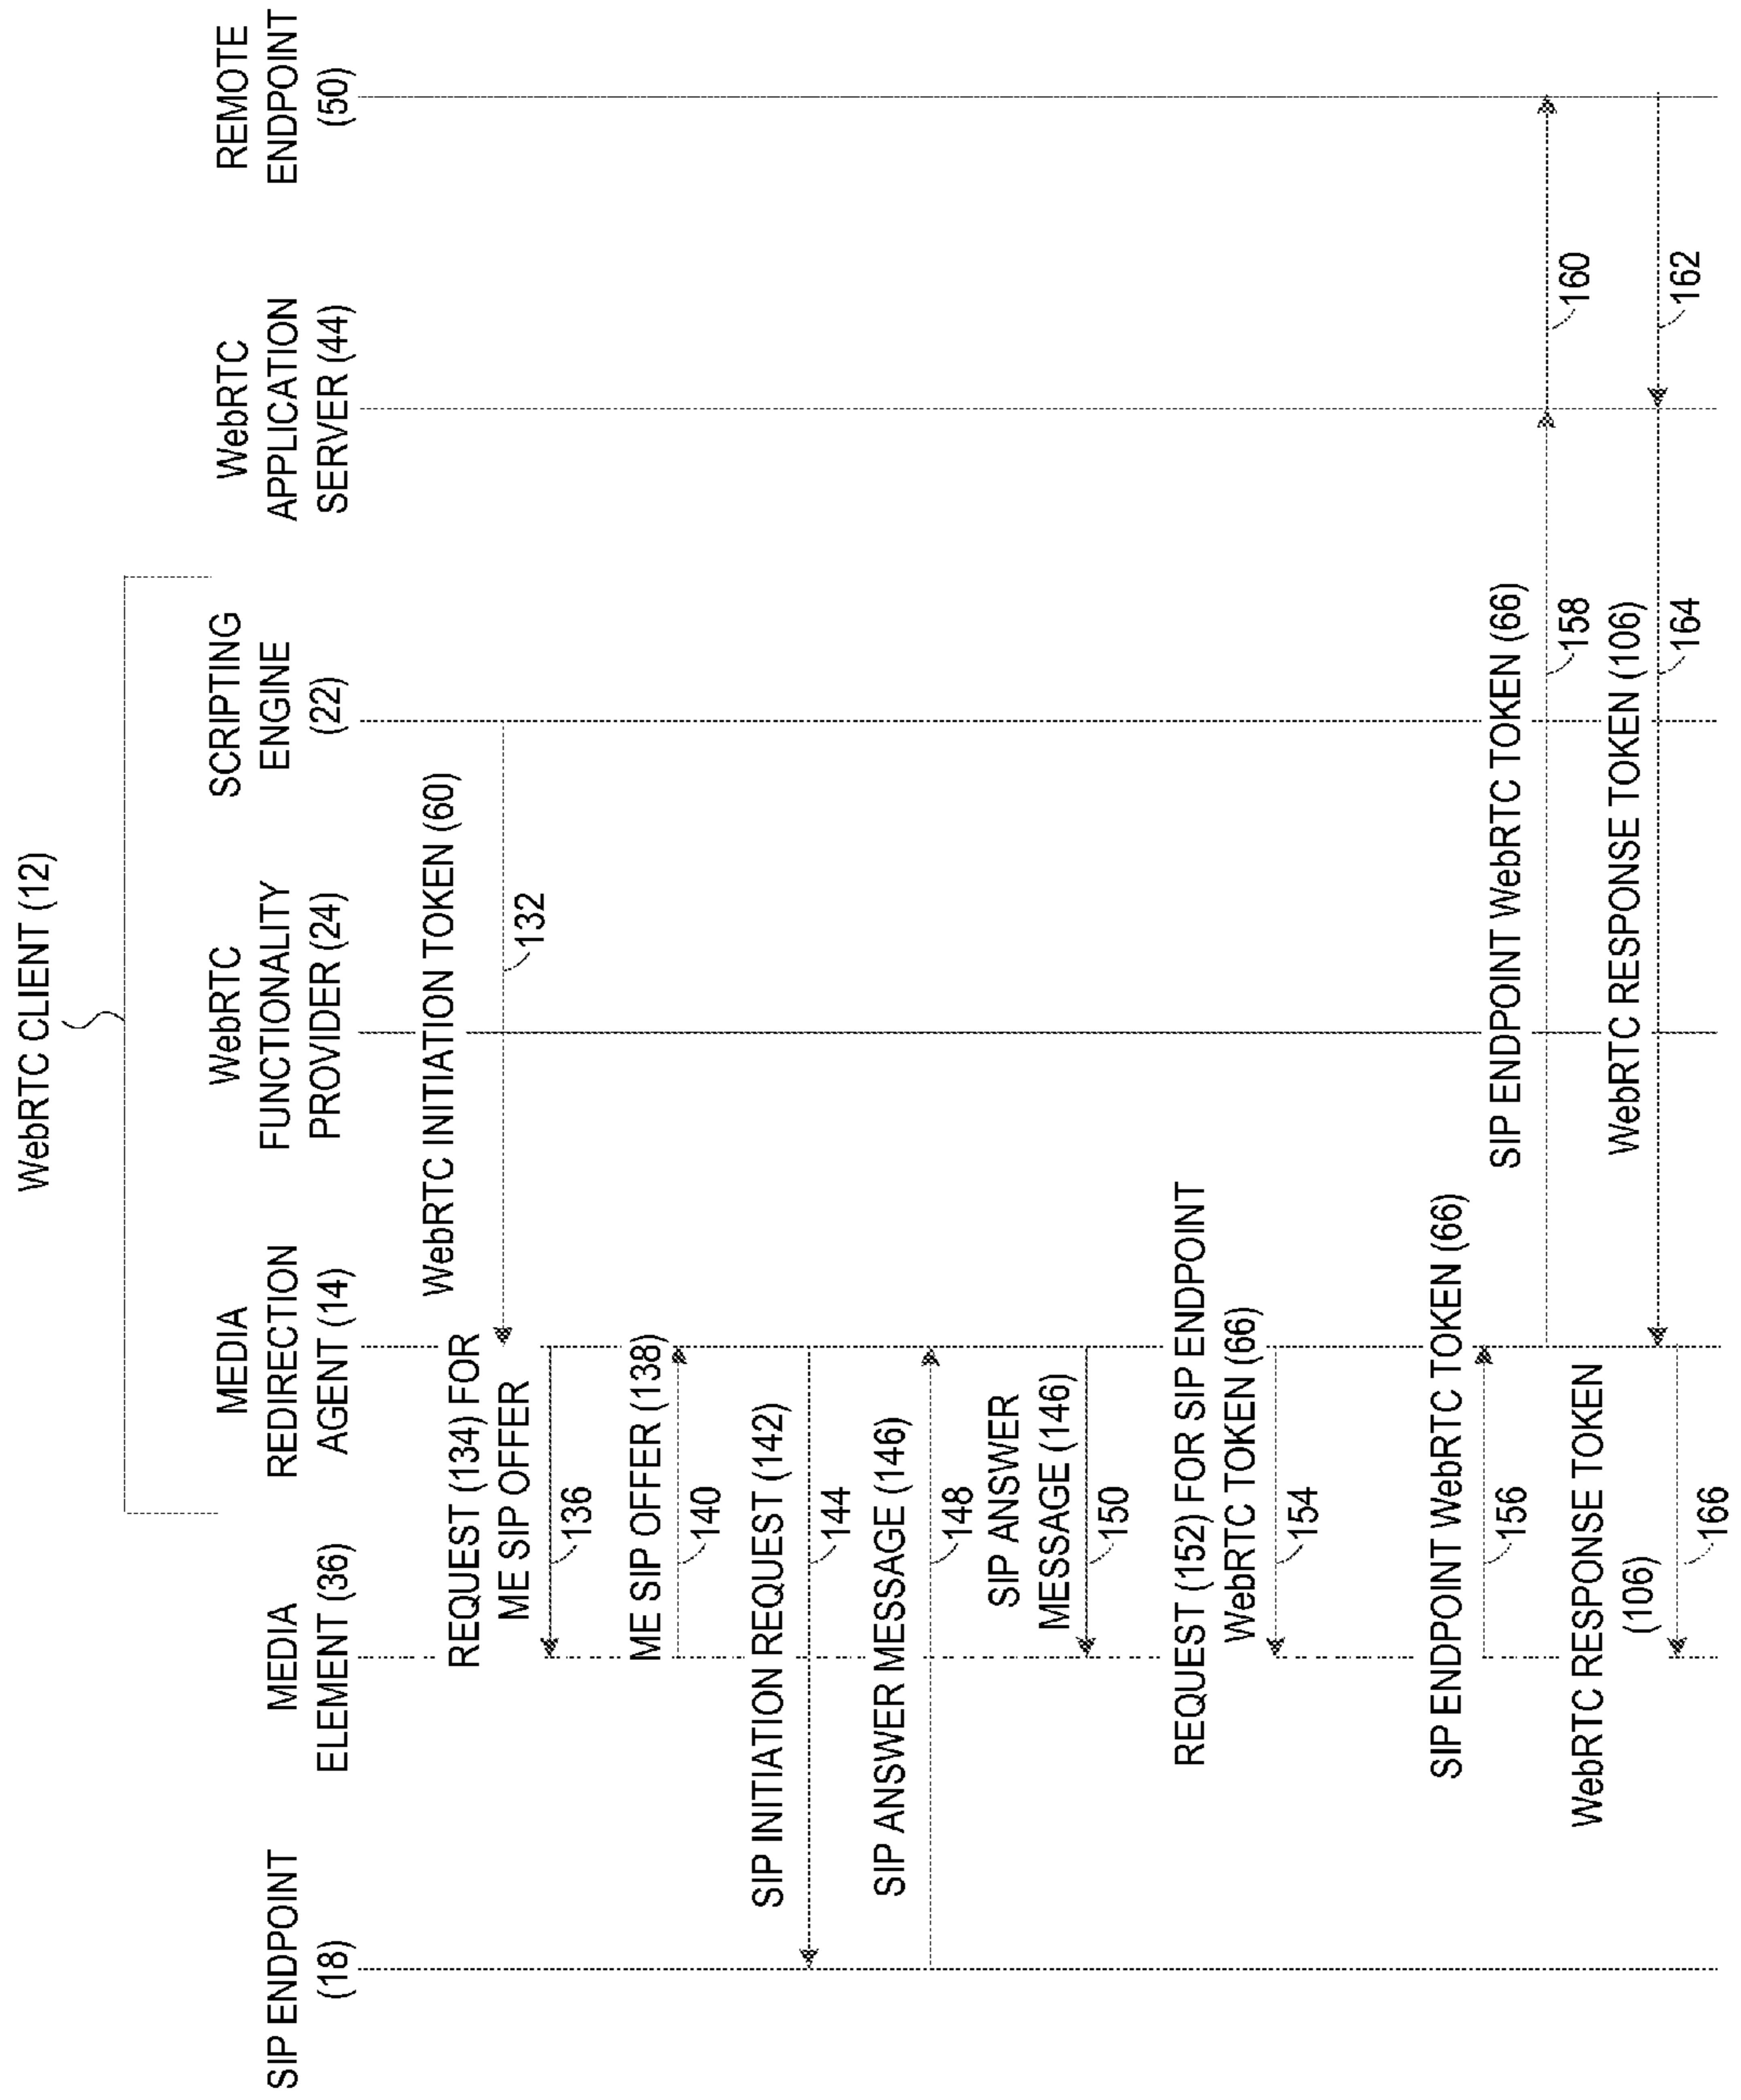 WebRTC CLIENT (12)
SIP ENDPOINT
(18)
MEDIA
ELEMENT (36)
MEDIA
REDIRECTION
AGENT (14)
WebRTC
FUNCTIONALITY
PROVIDER (24)
SCRIPTING
ENGINE
(22)
WebRTC
APPLICATION
SERVER (44)
REMOTE
ENDPOINT
(50)
WebRTC INITIATION TOKEN (60)
132
REQUEST (134) FOR
ME SIP OFFER
136
ME SIP OFFER (138)
140
SIP INITIATION REQUEST (142)
144
SIP ANSWER MESSAGE (146)
148
SIP ANSWER
MESSAGE (146)
150
REQUEST (152) FOR SIP ENDPOINT
WebRTC TOKEN (66)
154
SIP ENDPOINT WebRTC TOKEN (66)
156
SIP ENDPOINT WebRTC TOKEN (66)
158
160
WebRTC RESPONSE TOKEN (106)
162
164
WebRTC RESPONSE TOKEN
(106)
166